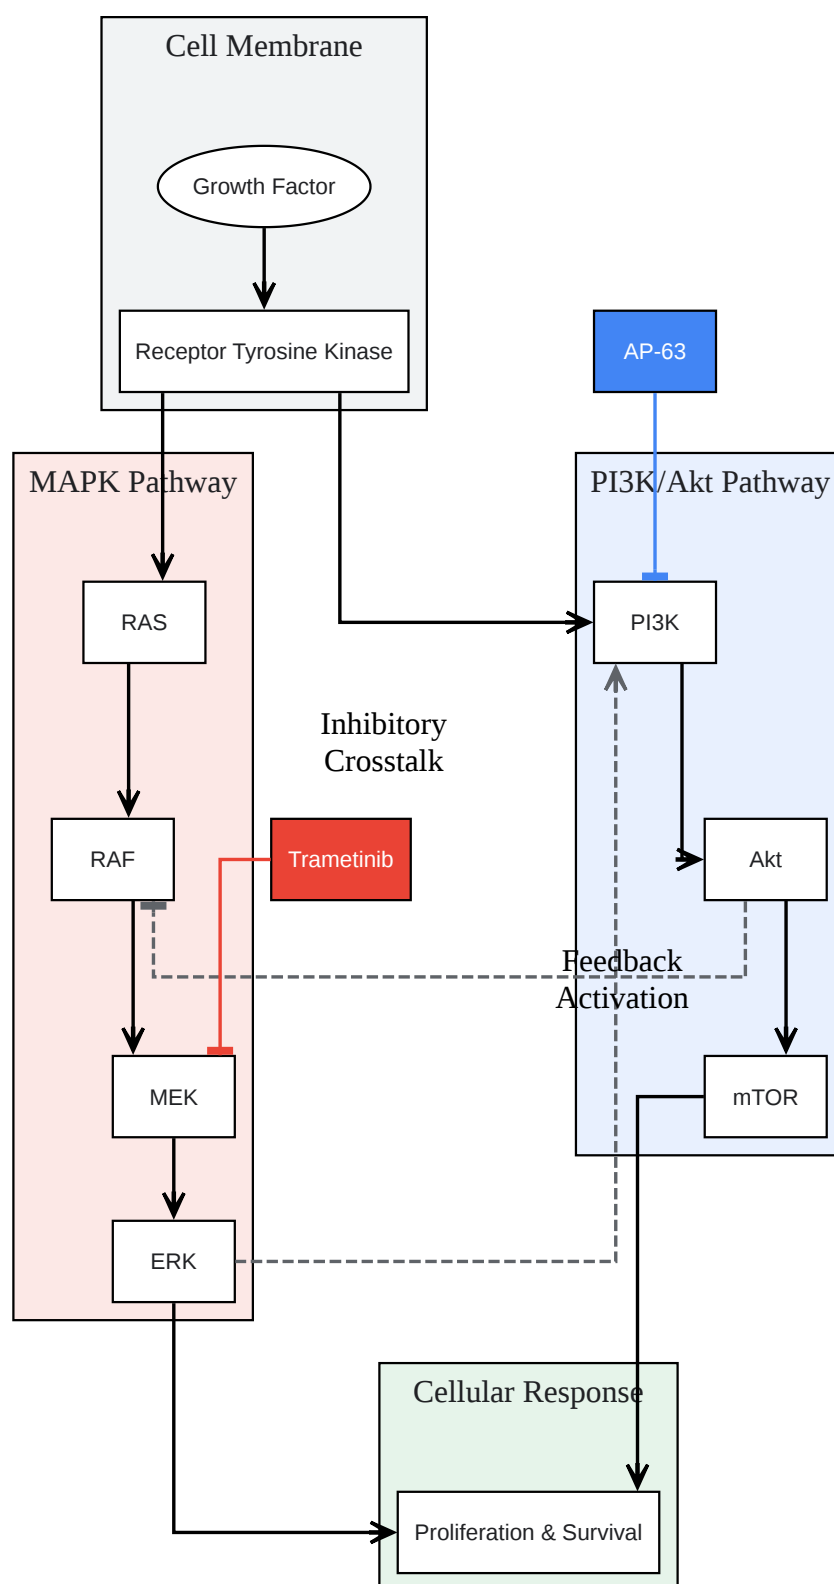 Cell Membrane
Growth Factor
Receptor Tyrosine Kinase
AP-63
MAPK Pathway
PI3K/Akt Pathway
RAS
PI3K
Inhibitory
Crosstalk
RAF
Trametinib
Akt
Feedback
Activation
MEK
mTOR
ERK
Cellular Response
Proliferation & Survival